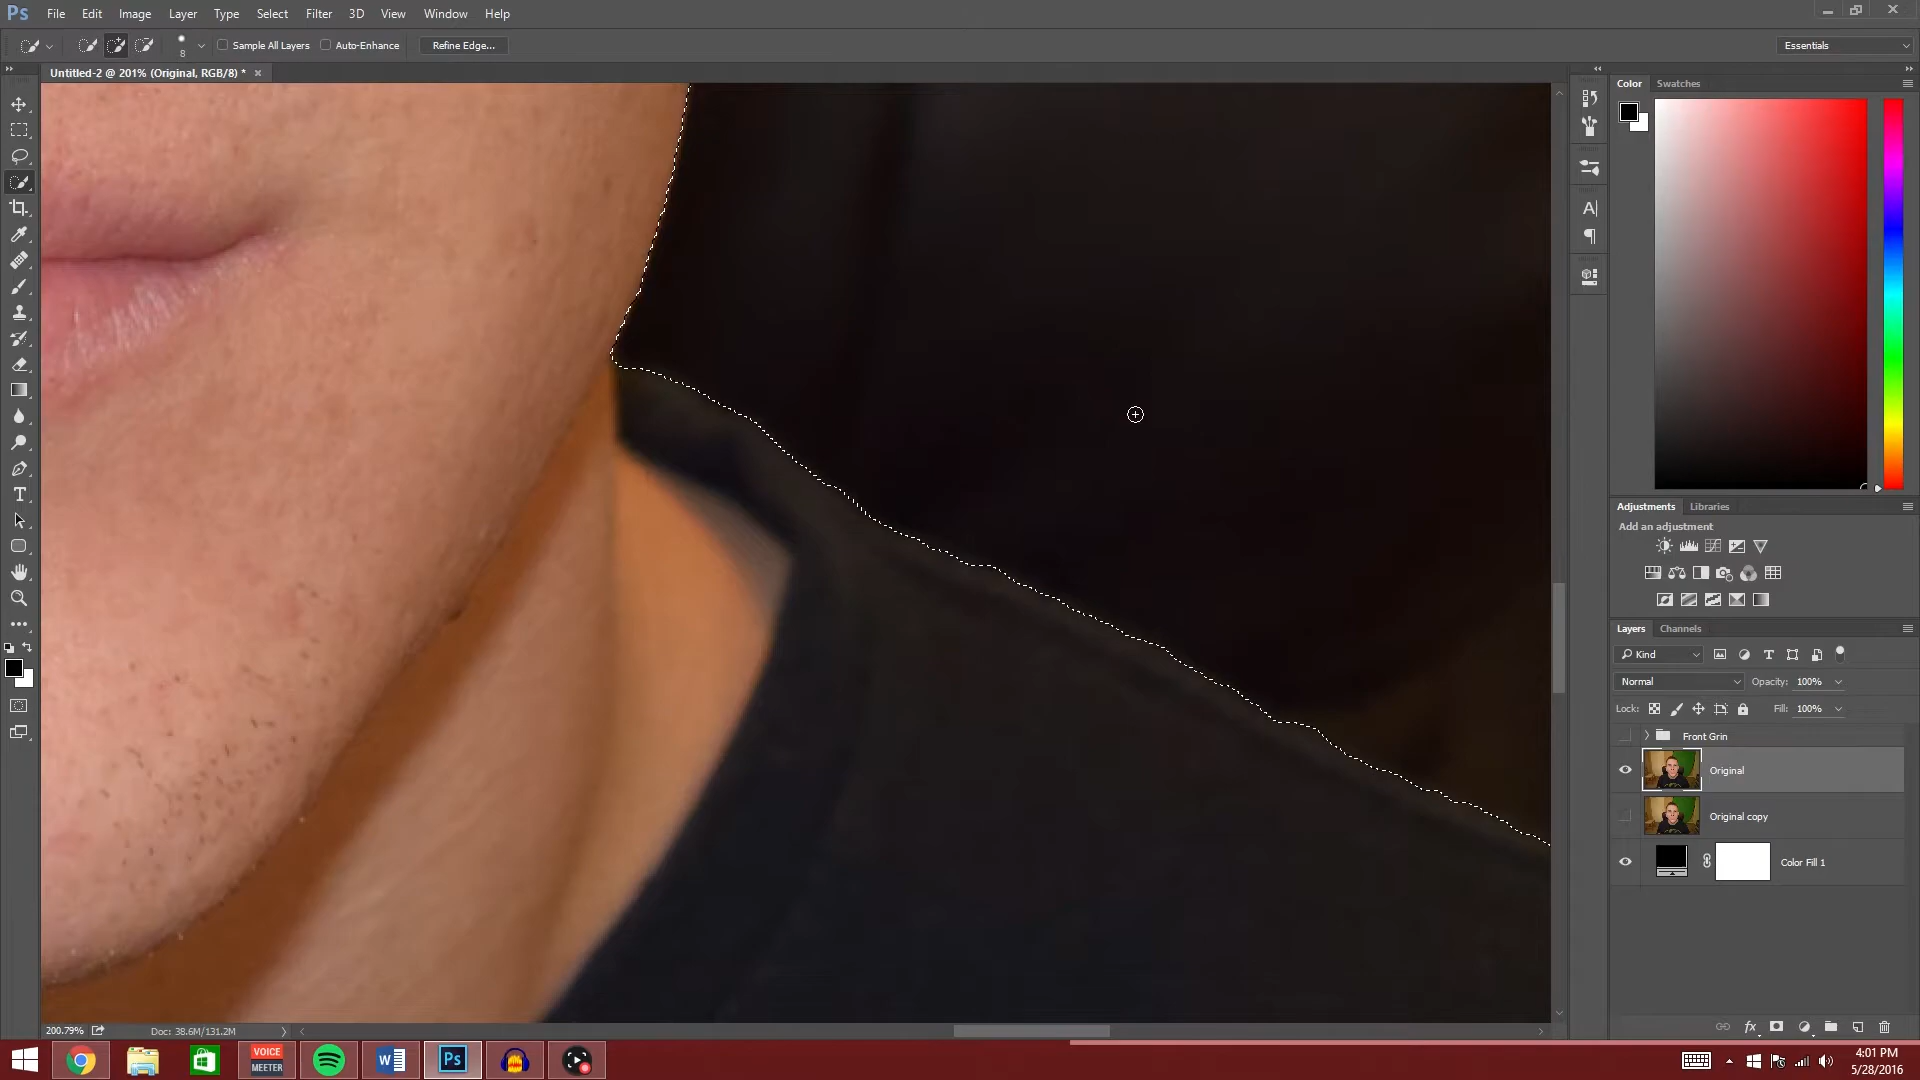 Ps File Edit Image Layer Type Select Filter 3D View Window Help
8 Sample All Layers Auto-Enhance Refine Edge... Essentials
Untitled-2 @ 201% (Original, RGB/8) *
Color Swatches
Adjustments Libraries
Add an adjustment
Layers Channels
Kind
Normal Opacity: 100%
Lock: Fill: 100%
Front Grin
Original
Original copy
Color Fill 1
200.79% Doc: 38.6M/131.2M
VOICE
MEETER
Ps
4:01 PM
5/28/2016